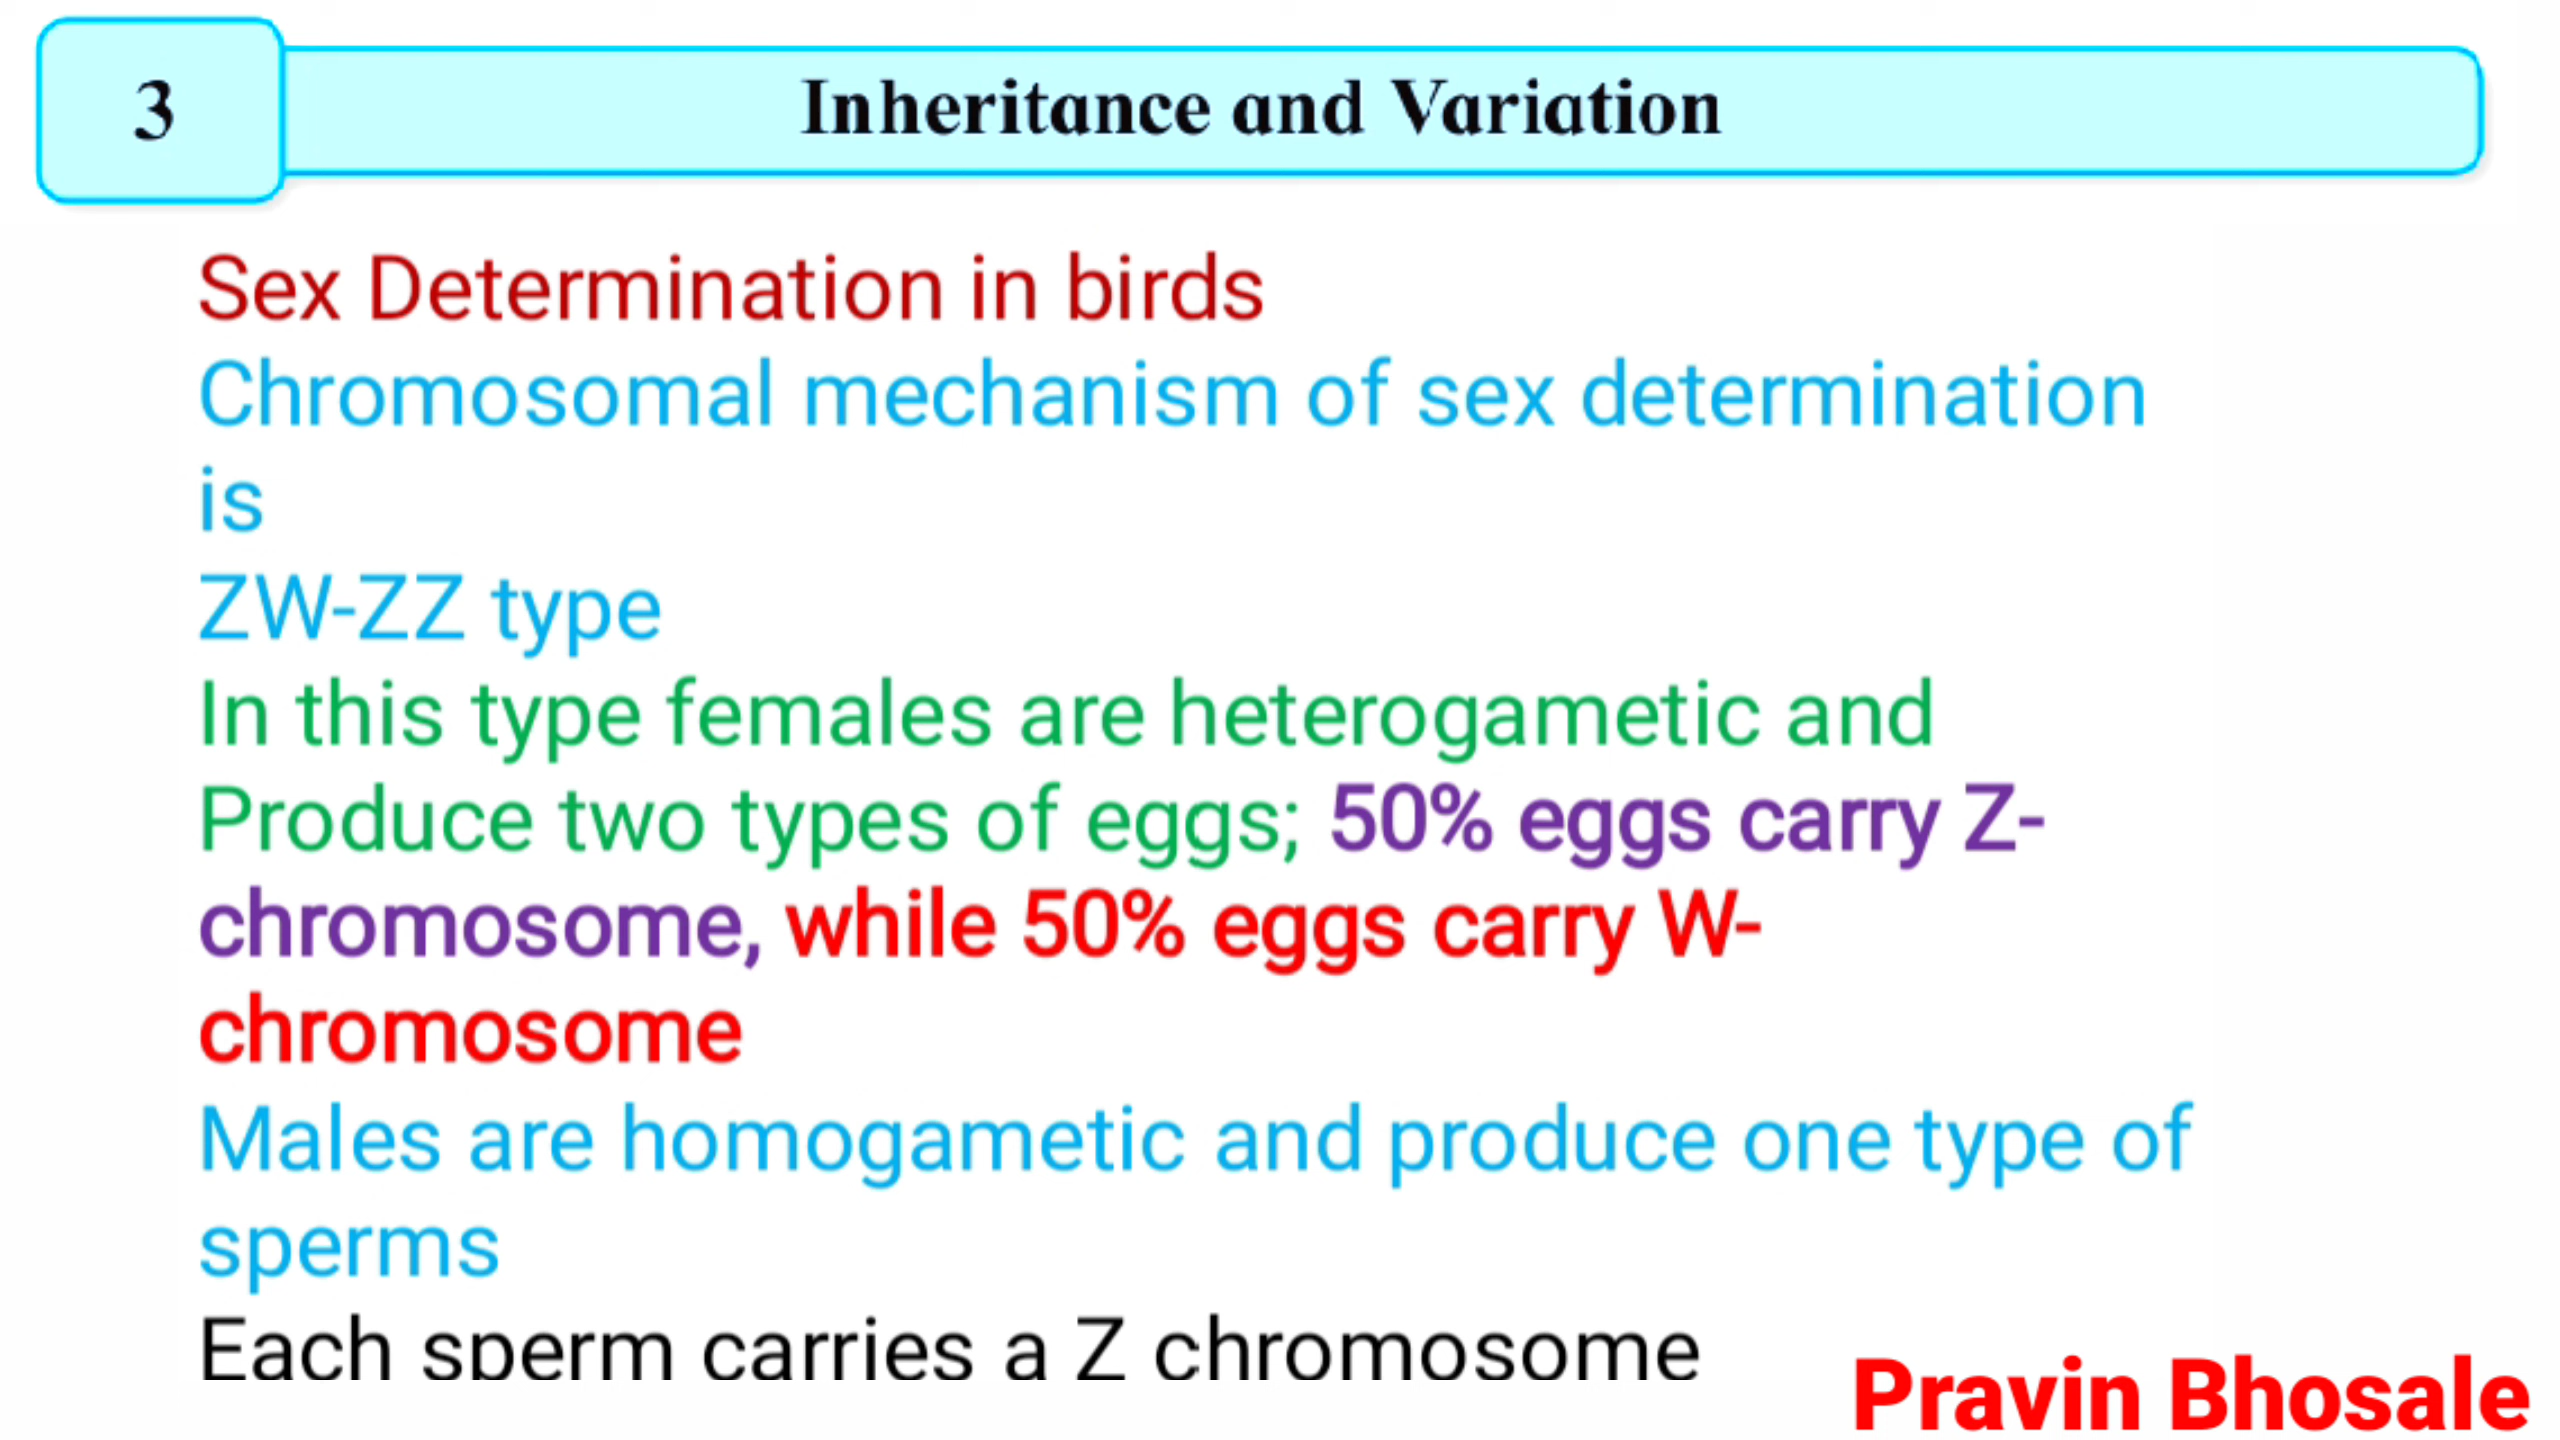 3
Inheritance and Variation
Sex Determination in birds
Chromosomal mechanism of sex determination
is
ZW-ZZ type
In this type females are heterogametic and
Produce two types of eggs; 50% eggs carry Z-
chromosome, while 50% eggs carry W-
chromosome
Males are homogametic and produce one type of
sperms
Each sperm carries a Z chromosome
Pravin Bhosale